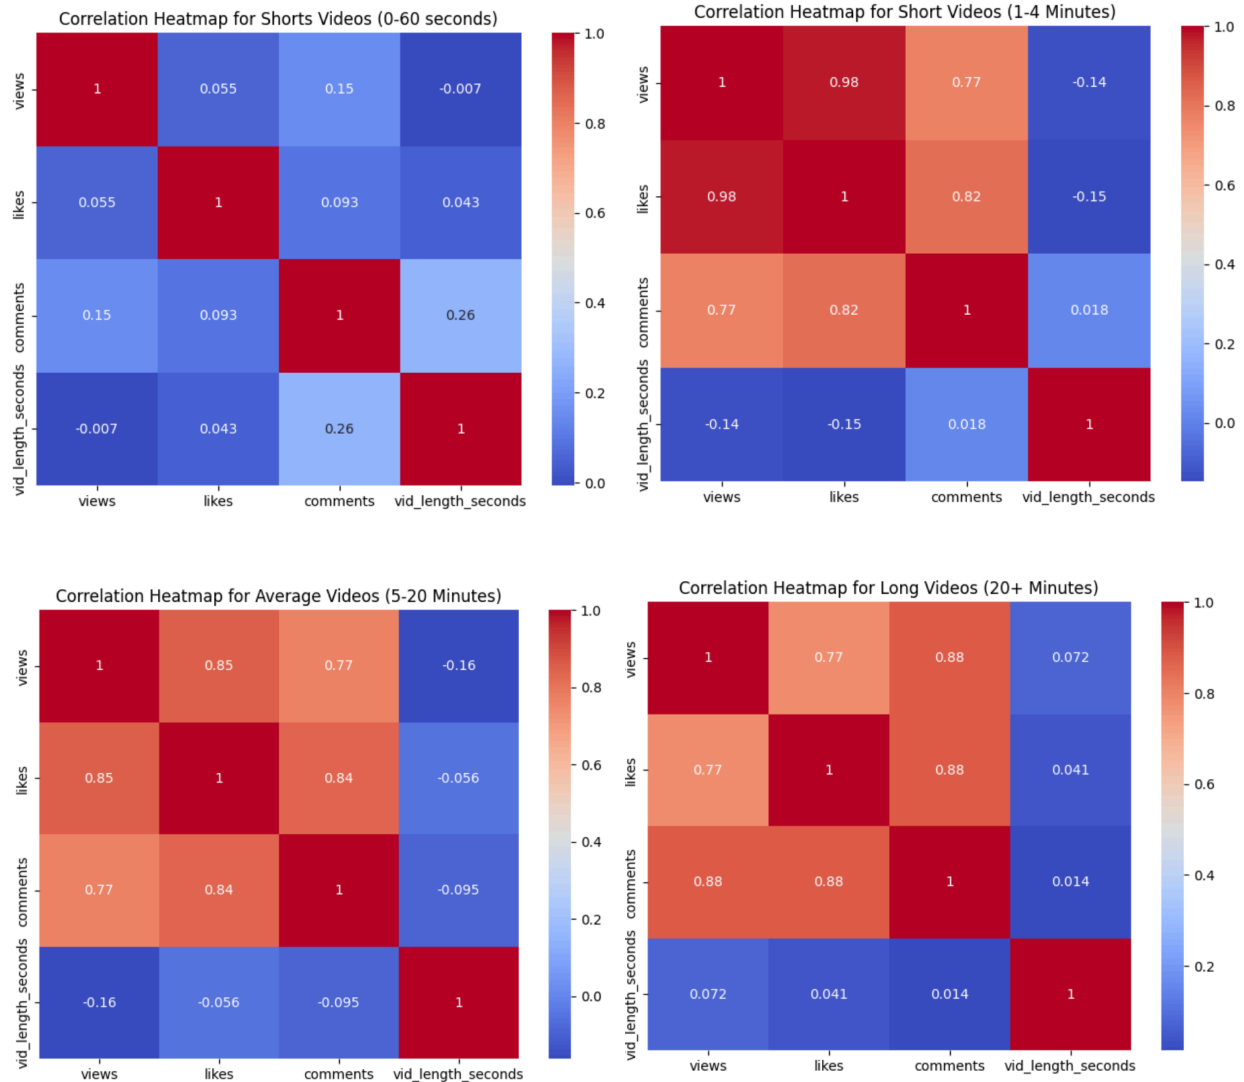 Correlation Heatmap for Shorts Videos (0-60 seconds)
views
likes
comments
vid_length_seconds
1 0.055 0.15 -0.007
0.055 1 0.093 0.043
0.15 0.093 1 0.26
-0.007 0.043 0.26 1
views likes comments vid_length_seconds
1.0
0.8
0.6
0.4
0.2
0.0
Correlation Heatmap for Short Videos (1-4 Minutes)
views
likes
comments
vid_length_seconds
1 0.98 0.77 -0.14
0.98 1 0.82 -0.15
0.77 0.82 1 0.018
-0.14 -0.15 0.018 1
views likes comments vid_length_seconds
1.0
0.8
0.6
0.4
0.2
0.0
Correlation Heatmap for Average Videos (5-20 Minutes)
views
likes
comments
vid_length_seconds
1 0.85 0.77 -0.16
0.85 1 0.84 -0.056
0.77 0.84 1 -0.095
-0.16 -0.056 -0.095 1
views likes comments vid_length_seconds
1.0
0.8
0.6
0.4
0.2
0.0
Correlation Heatmap for Long Videos (20+ Minutes)
views
likes
comments
vid_length_seconds
1 0.77 0.88 0.072
0.77 1 0.88 0.041
0.88 0.88 1 0.014
0.072 0.041 0.014 1
views likes comments vid_length_seconds
1.0
0.8
0.6
0.4
0.2